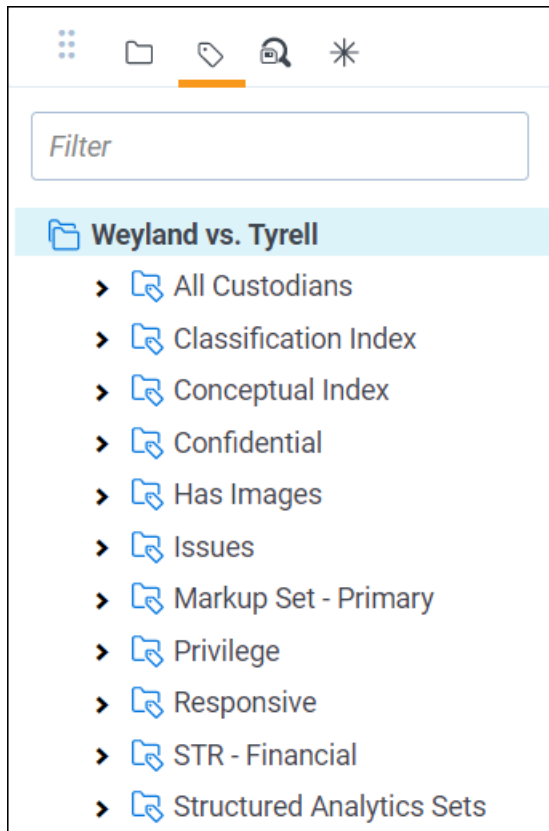 Filter
Weyland vs. Tyrell
All Custodians
Classification Index
Conceptual Index
Confidential
Has Images
Issues
Markup Set - Primary
Privilege
Responsive
STR - Financial
Structured Analytics Sets